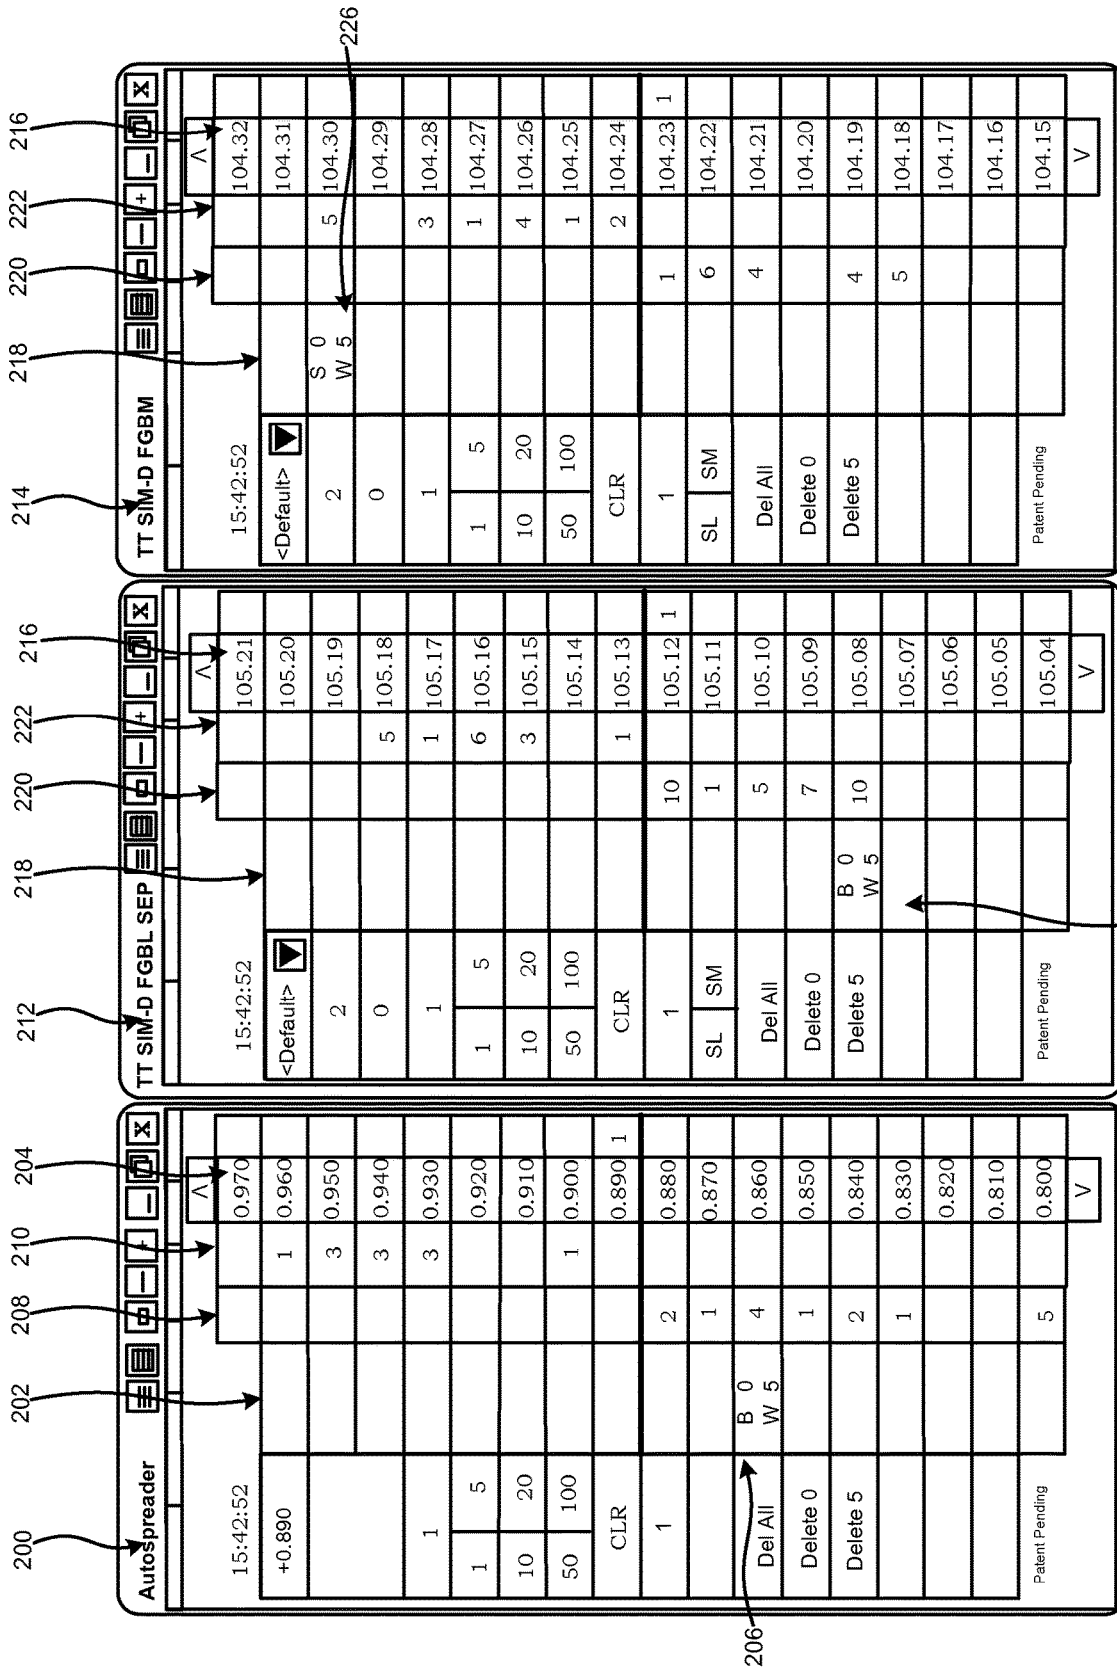 200 202 208 210 204
Autospreader
15:42:52 0.970
+0.890 1 0.960
3 0.950
3 0.940
1 3 0.930
1 5 0.920
10 20 0.910
50 100 1 0.900
CLR 0.890 1
1 2 0.880
1 0.870
Del All B 0 W 5 4 0.860
Delete 0 1 0.850
Delete 5 2 0.840
1 0.830
0.820
0.810
Patent Pending 5 0.800
206
212 218 220 222 216
TT SIM-D FGBL SEP
15:42:52 105.21
<Default> 105.20
2 105.19
0 5 105.18
1 1 105.17
1 5 6 105.16
10 20 3 105.15
50 100 105.14
CLR 1 105.13
1 10 105.12 1
SL SM 1 105.11
Del All 5 105.10
Delete 0 7 105.09
Delete 5 B 0 W 5 10 105.08
105.07
105.06
105.05
Patent Pending 105.04
214 218 220 222 216
TT SIM-D FGBM
15:42:52 104.32
<Default> 104.31
2 S 0 W 5 5 104.30
0 104.29
1 3 104.28
1 5 1 104.27
10 20 4 104.26
50 100 1 104.25
CLR 2 104.24
1 1 104.23 1
SL SM 6 104.22
Del All 4 104.21
Delete 0 104.20
Delete 5 4 104.19
5 104.18
104.17
104.16
Patent Pending 104.15
226